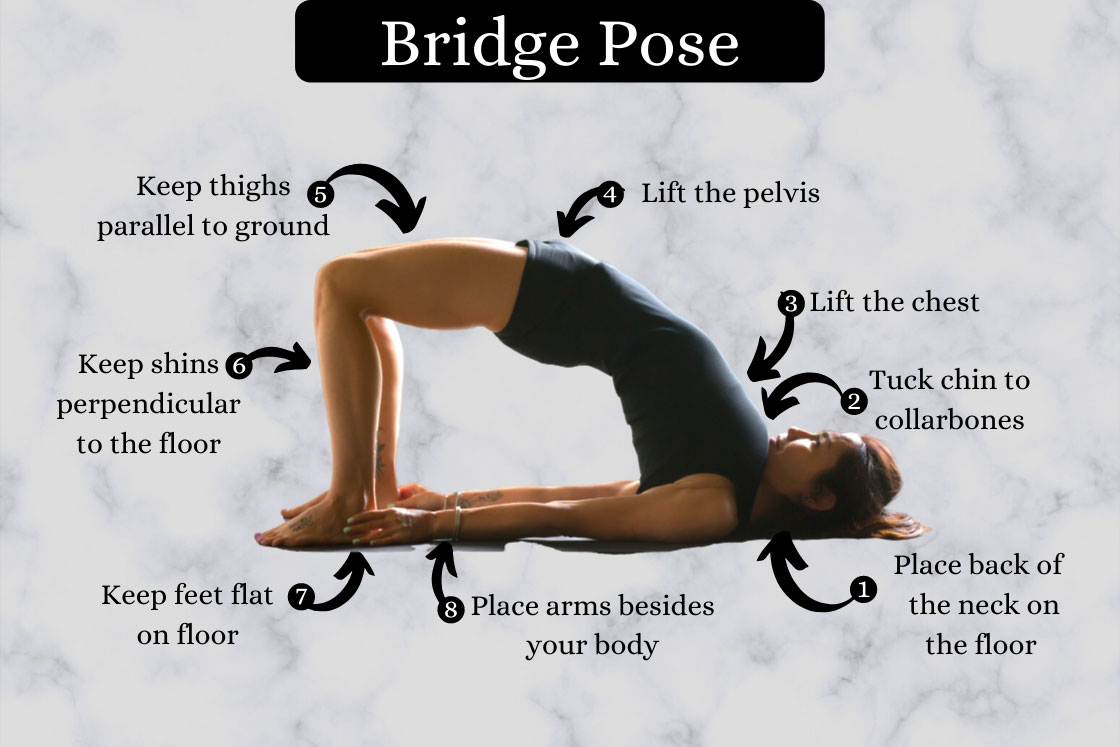 Bridge Pose
Keep thighs
parallel to ground
5
4
Lift the pelvis
3
Lift the chest
Keep shins
perpendicular
to the floor
6
2
Tuck chin to
collarbones
Keep feet flat
on floor
7
8
Place arms besides
your body
1
Place back of
the neck on
the floor